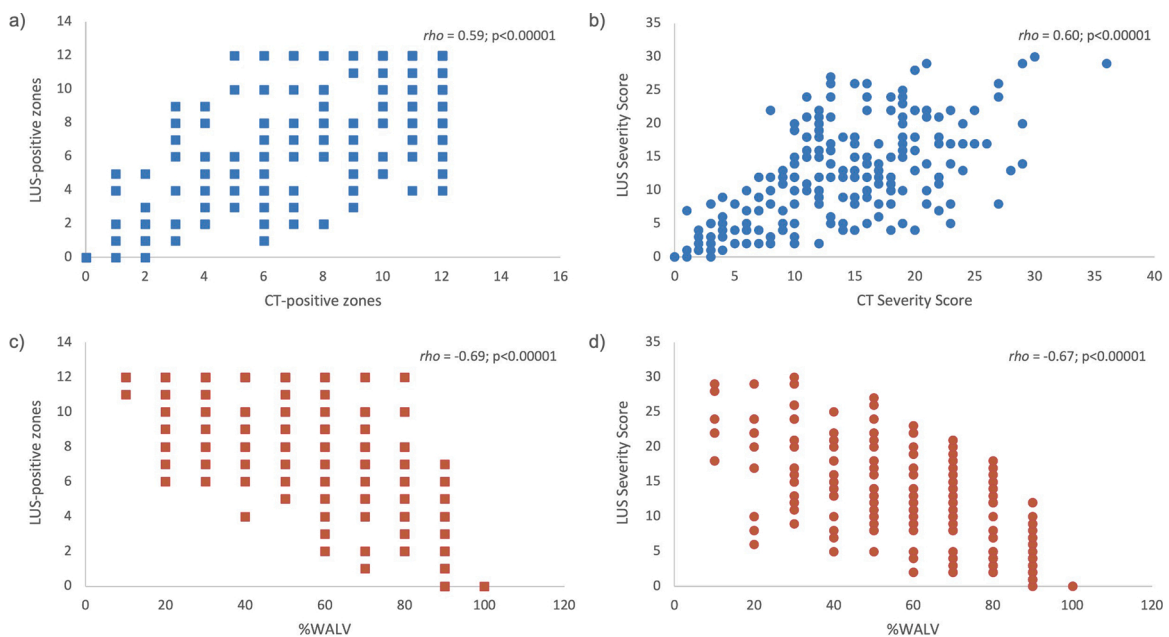 a)
rho = 0.59; p<0.00001
LUS-positive zones
14
12
10
8
6
4
2
0
0 2 4 6 8 10 12 14 16
CT-positive zones
b)
rho = 0.60; p<0.00001
LUS Severity Score
35
30
25
20
15
10
5
0
0 5 10 15 20 25 30 35 40
CT Severity Score
c)
rho = -0.69; p<0.00001
LUS-positive zones
14
12
10
8
6
4
2
0
0 20 40 60 80 100 120
%WALV
d)
rho = -0.67; p<0.00001
LUS Severity Score
35
30
25
20
15
10
5
0
0 20 40 60 80 100 120
%WALV